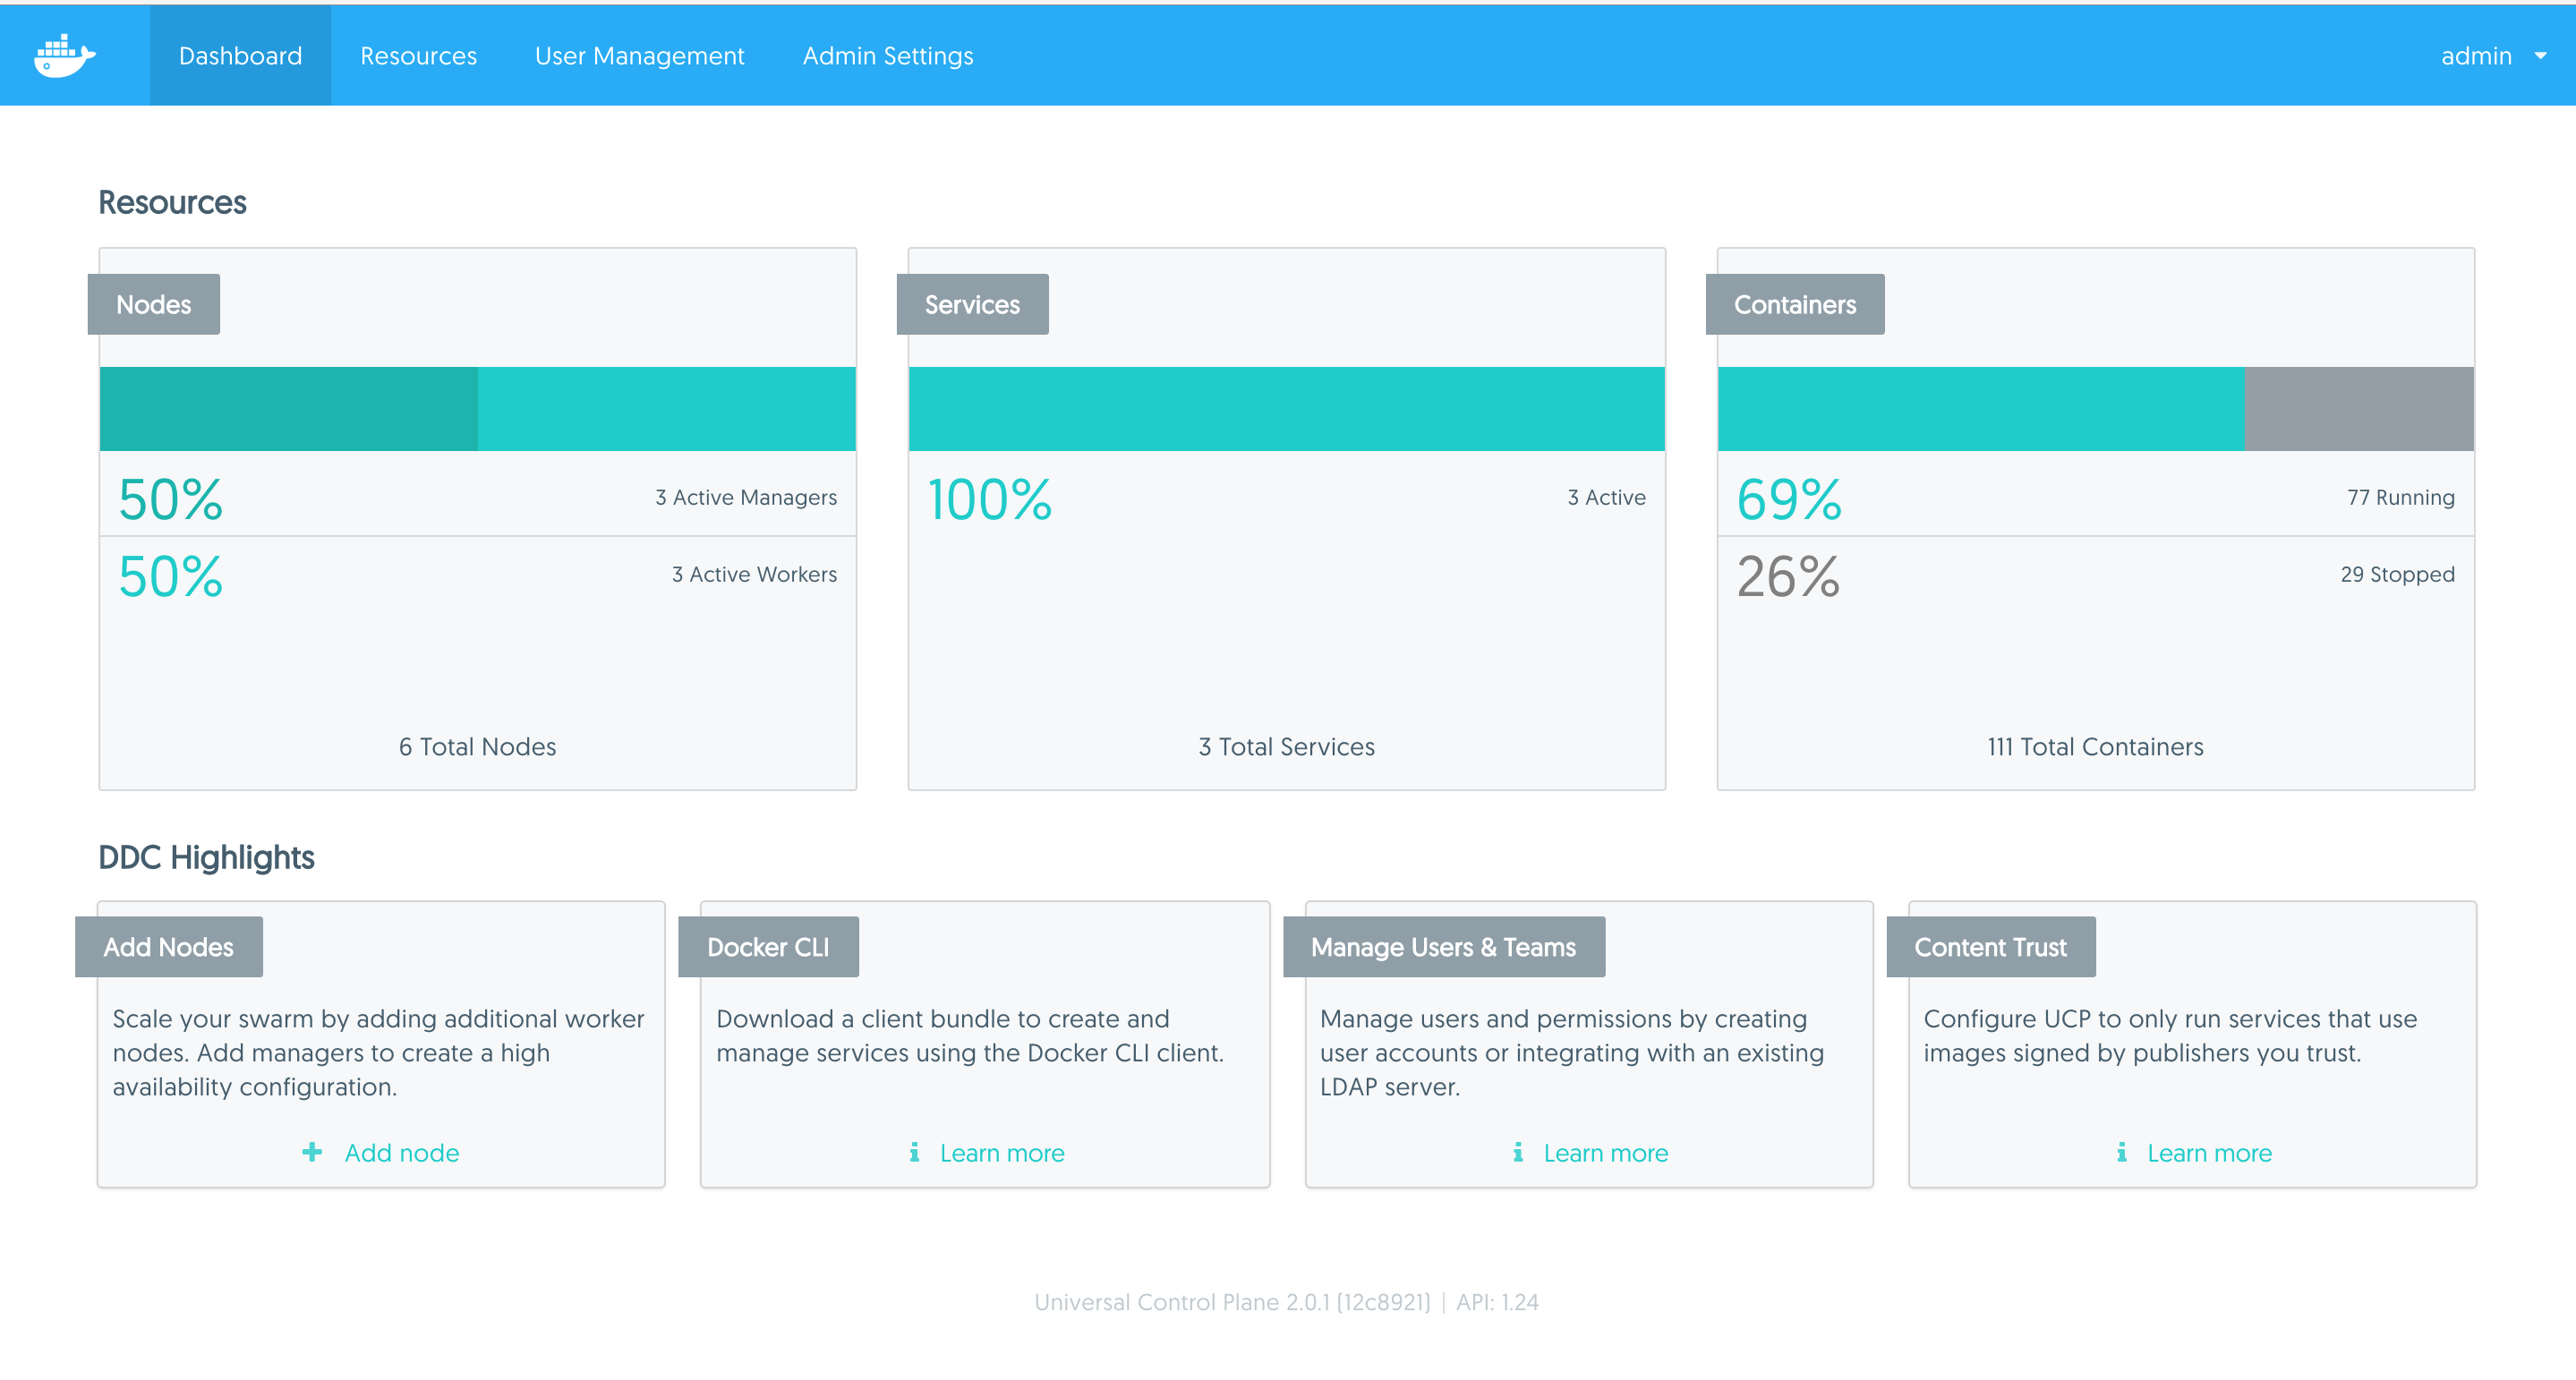 Dashboard Resources User Management Admin Settings admin
Resources
Nodes
50% 3 Active Managers
50% 3 Active Workers
6 Total Nodes
Services
100% 3 Active
3 Total Services
Containers
69% 77 Running
26% 29 Stopped
111 Total Containers
DDC Highlights
Add Nodes
Scale your swarm by adding additional worker
nodes. Add managers to create a high
availability configuration.
Add node
Docker CLI
Download a client bundle to create and
manage services using the Docker CLI client.
Learn more
Manage Users & Teams
Manage users and permissions by creating
user accounts or integrating with an existing
LDAP server.
Learn more
Content Trust
Configure UCP to only run services that use
images signed by publishers you trust.
Learn more
Universal Control Plane 2.0.1 (12c8921) | API: 1.24